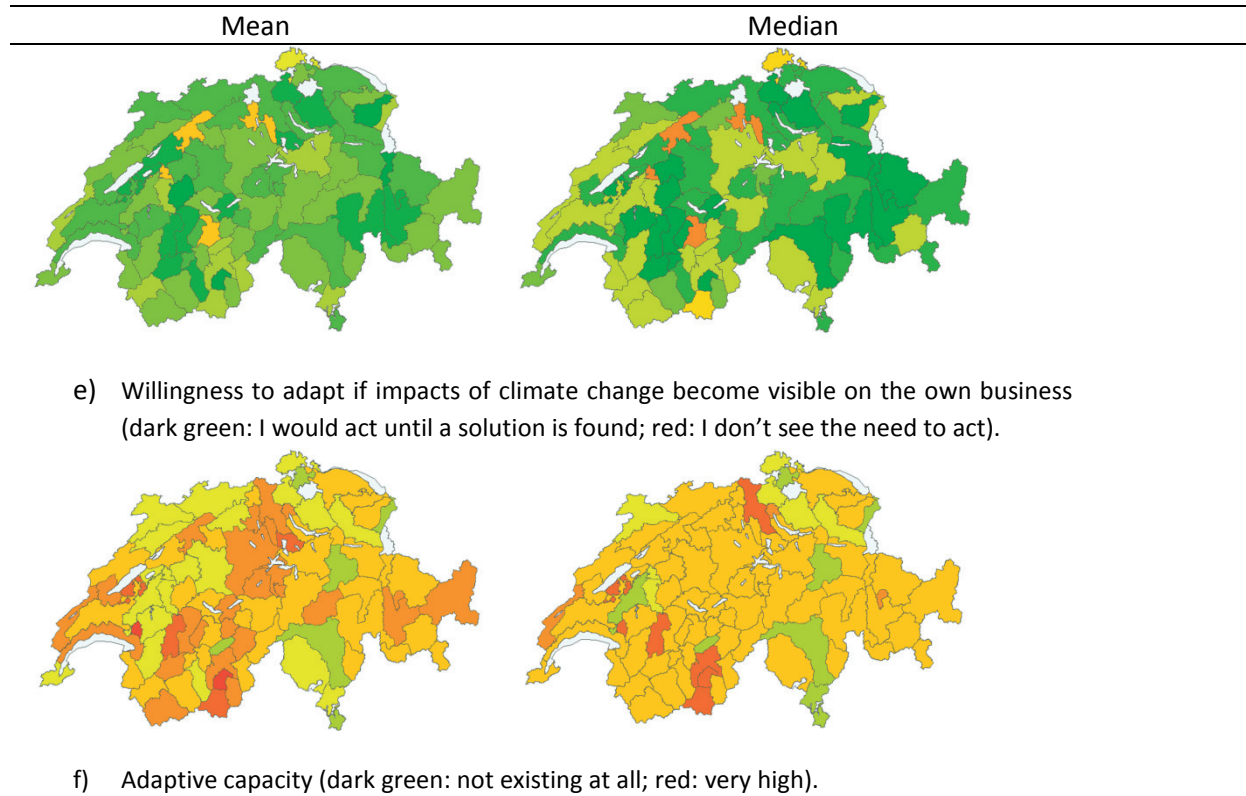 Mean Median
e) Willingness to adapt if impacts of climate change become visible on the own business
(dark green: I would act until a solution is found; red: I don’t see the need to act).
f) Adaptive capacity (dark green: not existing at all; red: very high).